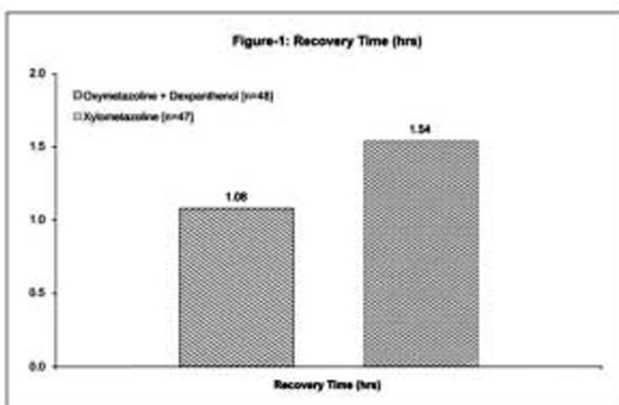 Figure-1: Recovery Time (hrs)
2.0
Oxymetazoline + Dexpanthenol [n=48]
Xylometazoline [n=47]
1.5
1.54
1.08
1.0
0.5
0.0
Recovery Time (hrs)